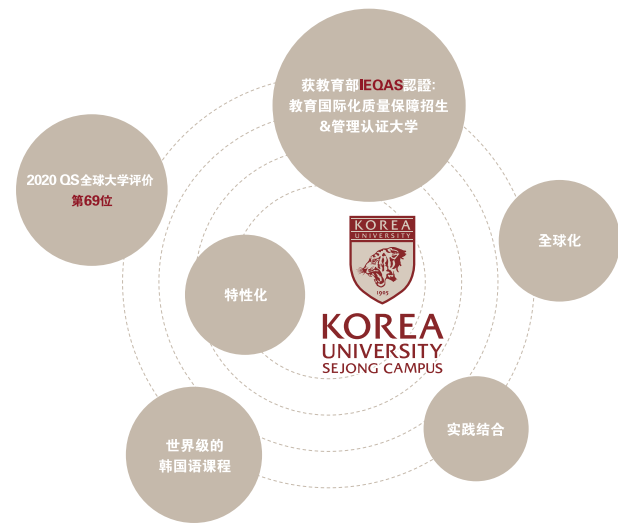 获教育部IEQAS認證:
教育国际化质量保障招生
&管理认证大学
2020 QS全球大学评价
第69位
全球化
特性化
KOREA
UNIVERSITY
1905
KOREA
UNIVERSITY
SEJONG CAMPUS
实践结合
世界级的
韩国语课程